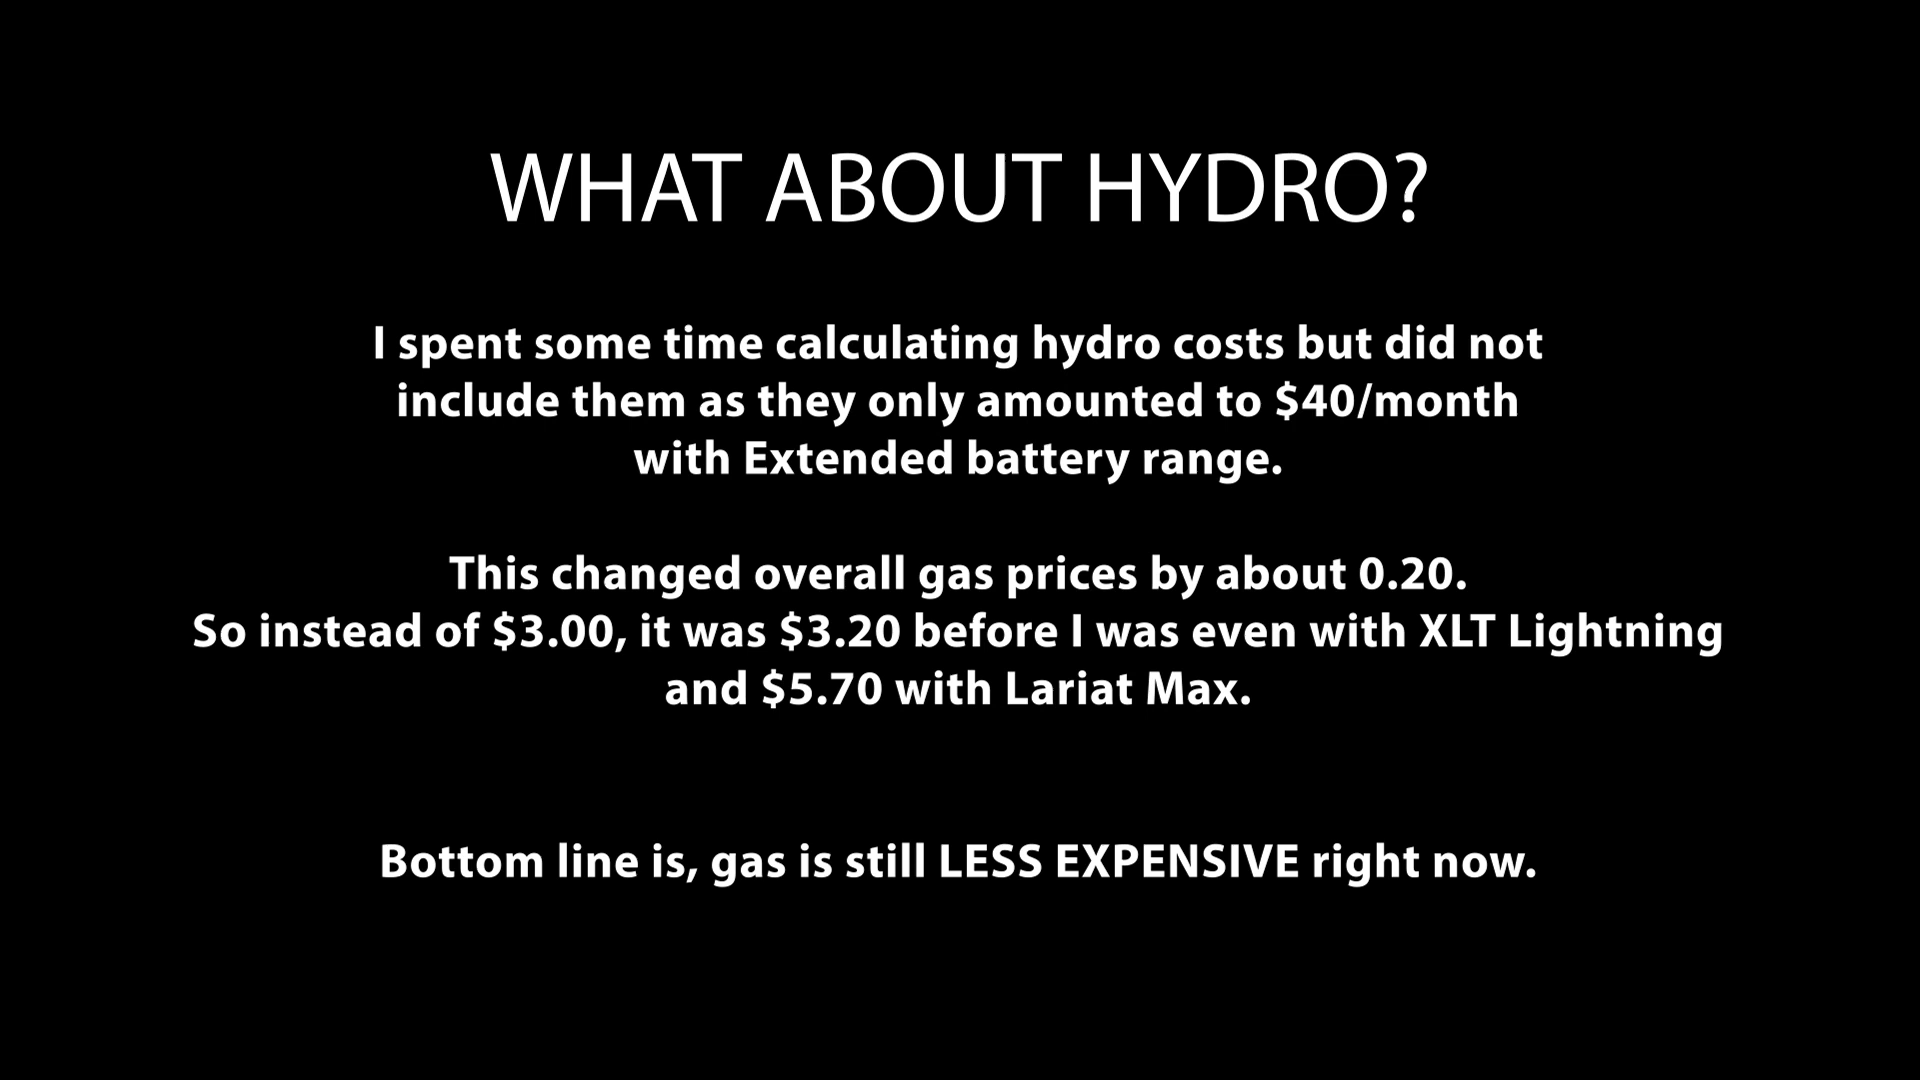 WHAT ABOUT HYDRO?
I spent some time calculating hydro costs but did not
include them as they only amounted to $40/month
with Extended battery range.
This changed overall gas prices by about 0.20.
So instead of $3.00, it was $3.20 before I was even with XLT Lightning
and $5.70 with Lariat Max.
Bottom line is, gas is still LESS EXPENSIVE right now.